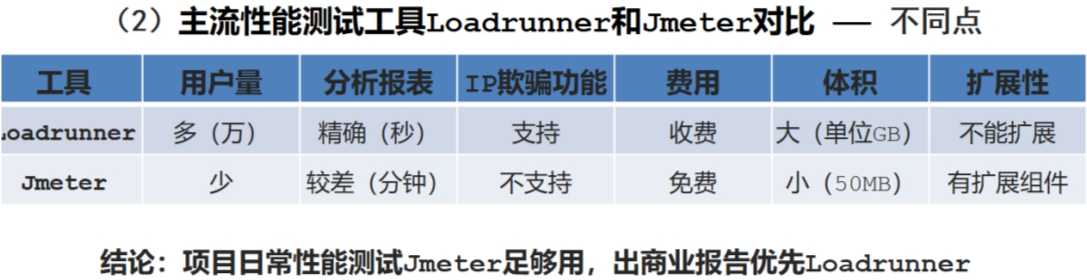 （2）主流性能测试工具Loadrunner和Jmeter对比 —— 不同点
工具 用户量 分析报表 IP欺骗功能 费用 体积 扩展性
Loadrunner 多（万） 精确（秒） 支持 收费 大（单位GB） 不能扩展
Jmeter 少 较差（分钟） 不支持 免费 小（50MB） 有扩展组件
结论：项目日常性能测试Jmeter足够用，出商业报告优先Loadrunner